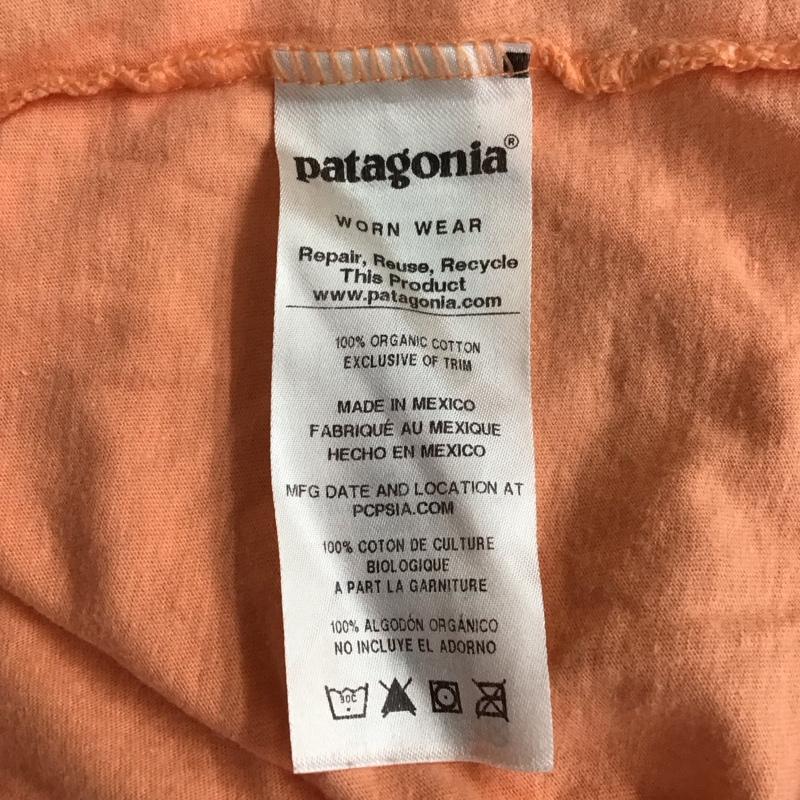 patagonia®
WORN WEAR
Repair, Reuse, Recycle
This Product
www.patagonia.com
100% ORGANIC COTTON
EXCLUSIVE OF TRIM
MADE IN MEXICO
FABRIQUÉ AU MEXIQUE
HECHO EN MEXICO
MFG DATE AND LOCATION AT
PCPSIA.COM
100% COTON DE CULTURE
BIOLOGIQUE
A PART LA GARNITURE
100% ALGODÓN ORGÁNICO
NO INCLUYE EL ADORNO
30C